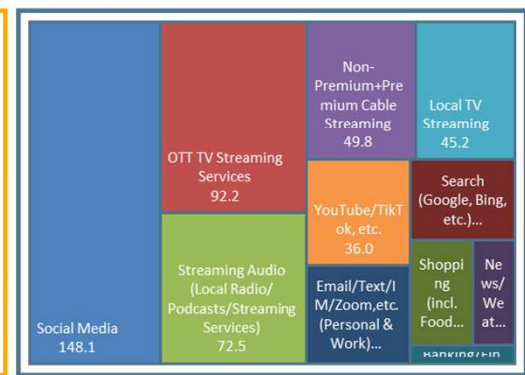 Social Media
148.1
OTT TV Streaming
Services
92.2
Streaming Audio
(Local Radio/
Podcasts/Streaming
Services)
72.5
Non-
Premium+Pre
mium Cable
Streaming
49.8
Local TV
Streaming
45.2
YouTube/TikT
ok, etc.
36.0
Email/Text/I
M/Zoom,etc.
(Personal &
Work)...
Search
(Google, Bing,
etc.)...
Shoppi
ng
(incl.
Food...
Ne
ws/
We
at...
Banking/Fin